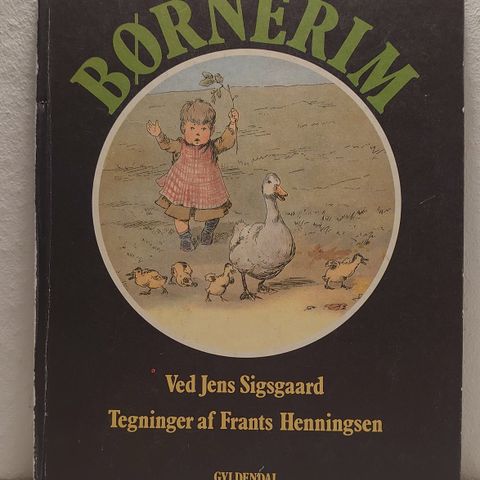 BØRNERIM
Ved Jens Sigsgaard
Tegninger af Frants Henningsen
GYLDENDAL